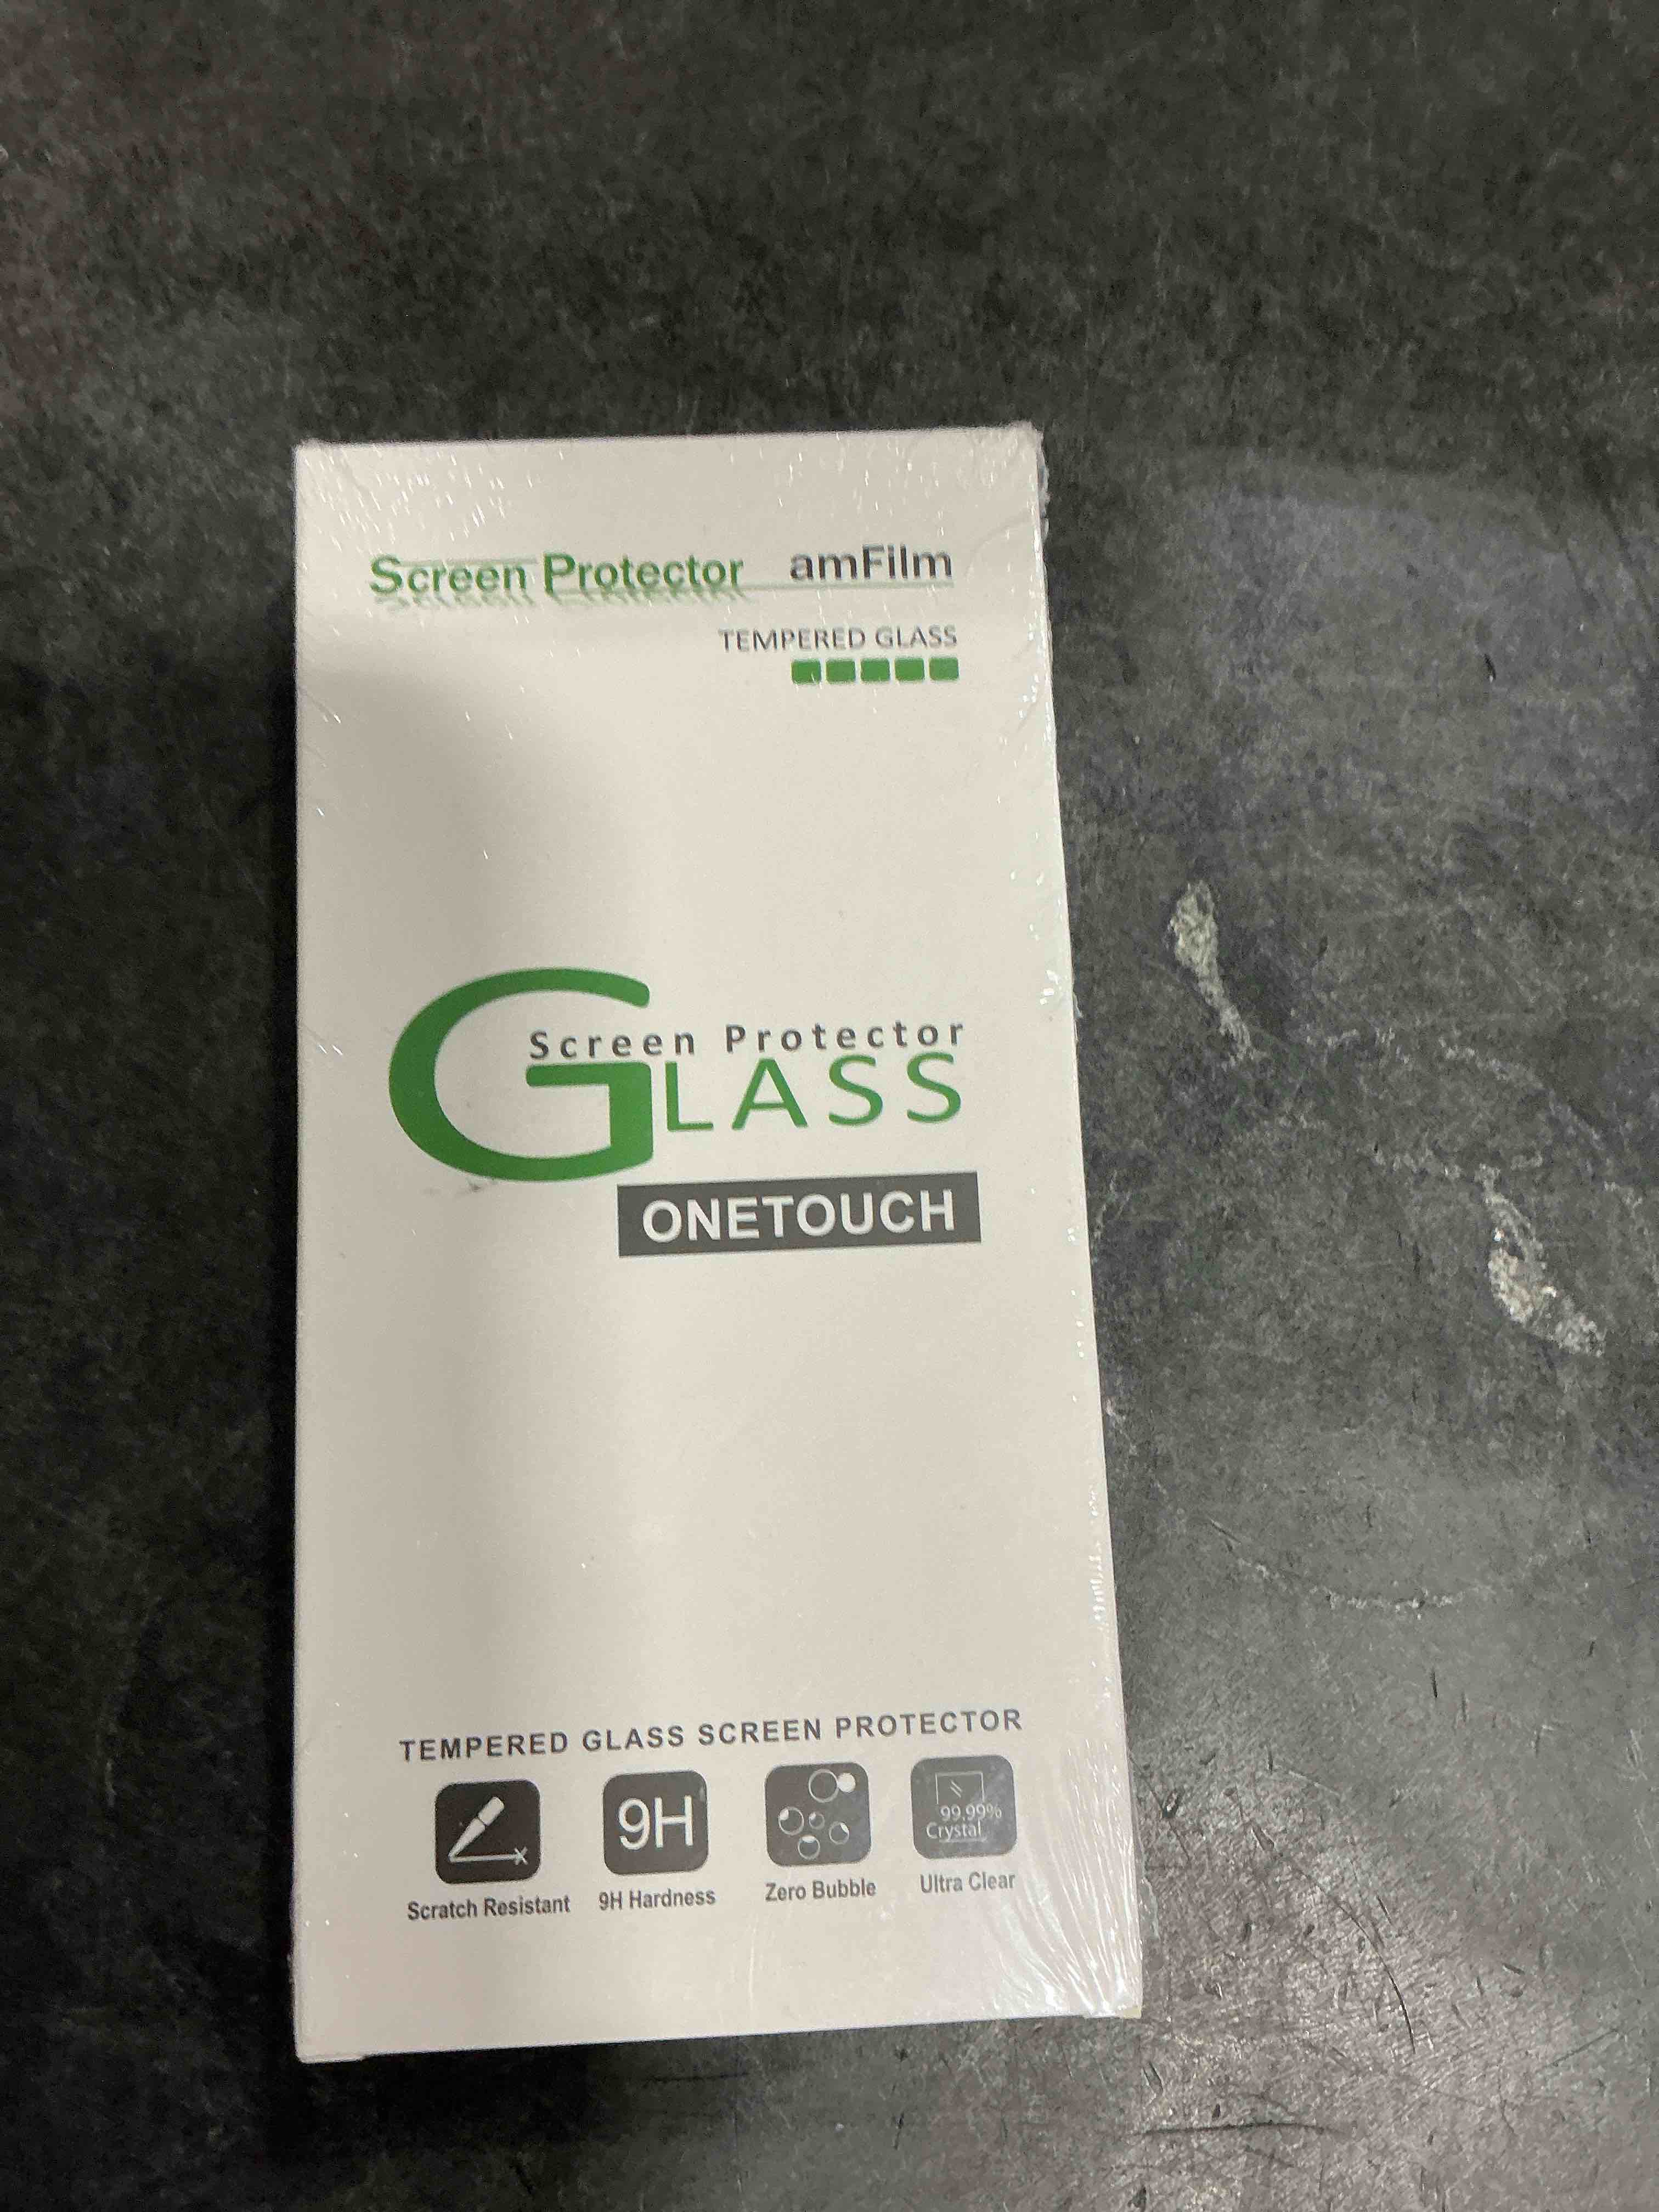 Screen Protector amFilm
TEMPERED GLASS
Screen Protector
GLASS
ONETOUCH
TEMPERED GLASS SCREEN PROTECTOR
9H
99.99%
Crystal
Scratch Resistant 9H Hardness Zero Bubble Ultra Clear